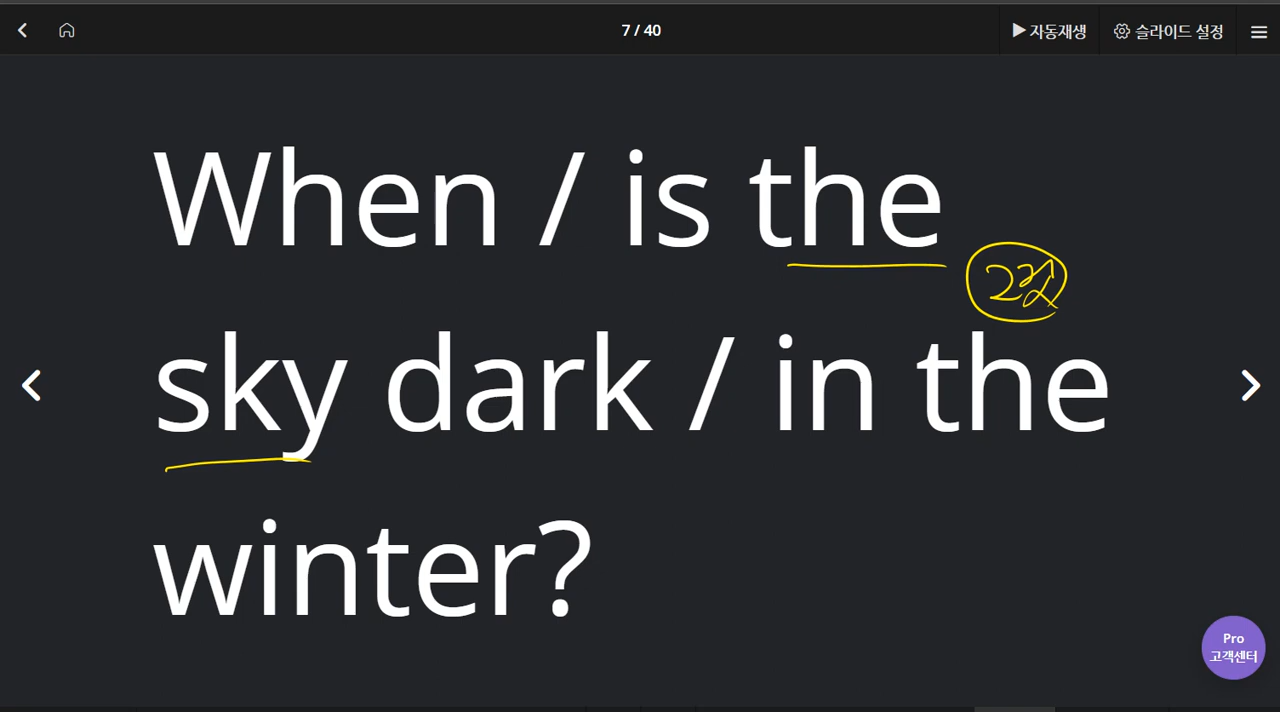 7 / 40
자동재생
슬라이드 설정
When / is the
sky dark / in the
winter?
Pro
고객센터